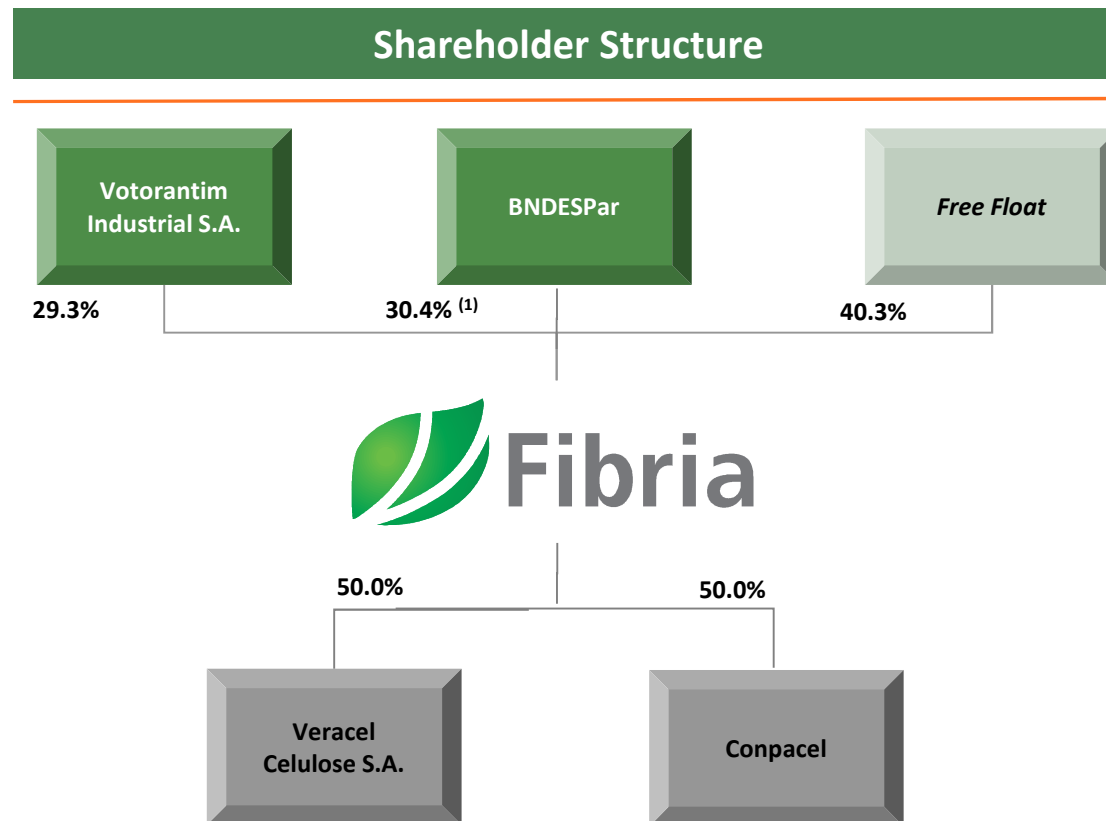 Shareholder Structure
Votorantim
Industrial S.A.
BNDESPar
Free Float
29.3%
30.4% (1)
40.3%
Fibria
50.0%
50.0%
Veracel
Celulose S.A.
Conpacel